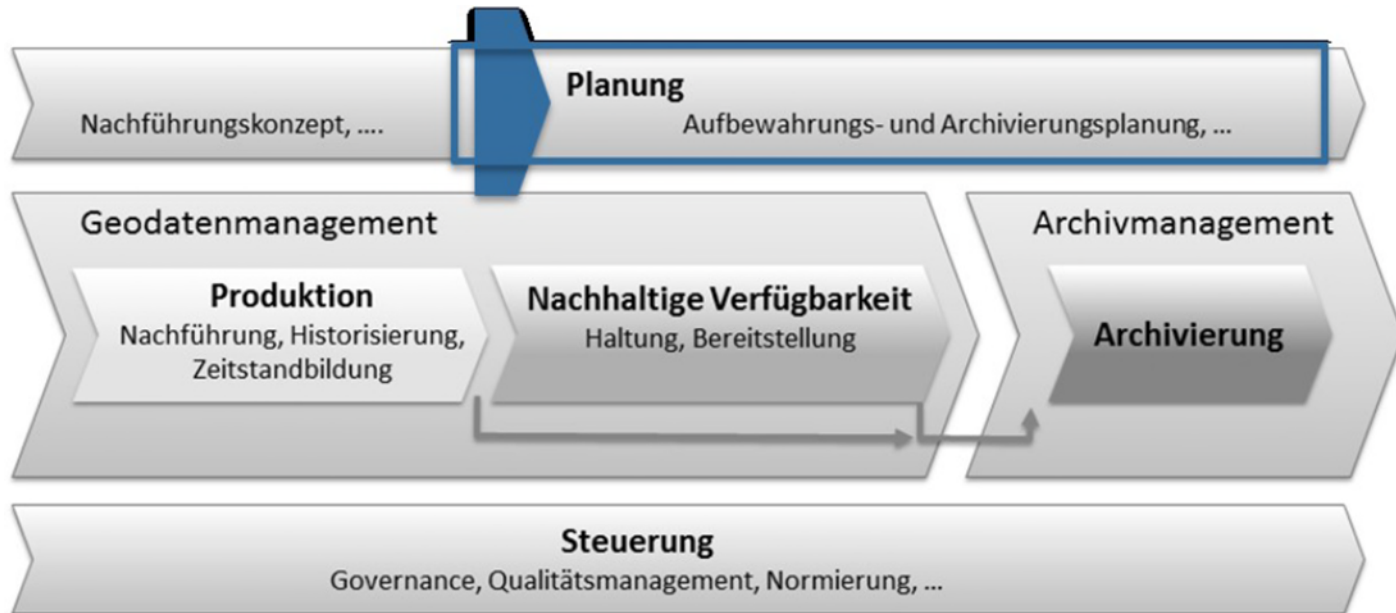 Planung
Nachführungskonzept, ....
Aufbewahrungs- und Archivierungsplanung, ...
Geodatenmanagement
Produktion
Nachführung, Historisierung,
Zeitstandbildung
Nachhaltige Verfügbarkeit
Haltung, Bereitstellung
Archivmanagement
Archivierung
Steuerung
Governance, Qualitätsmanagement, Normierung, ...